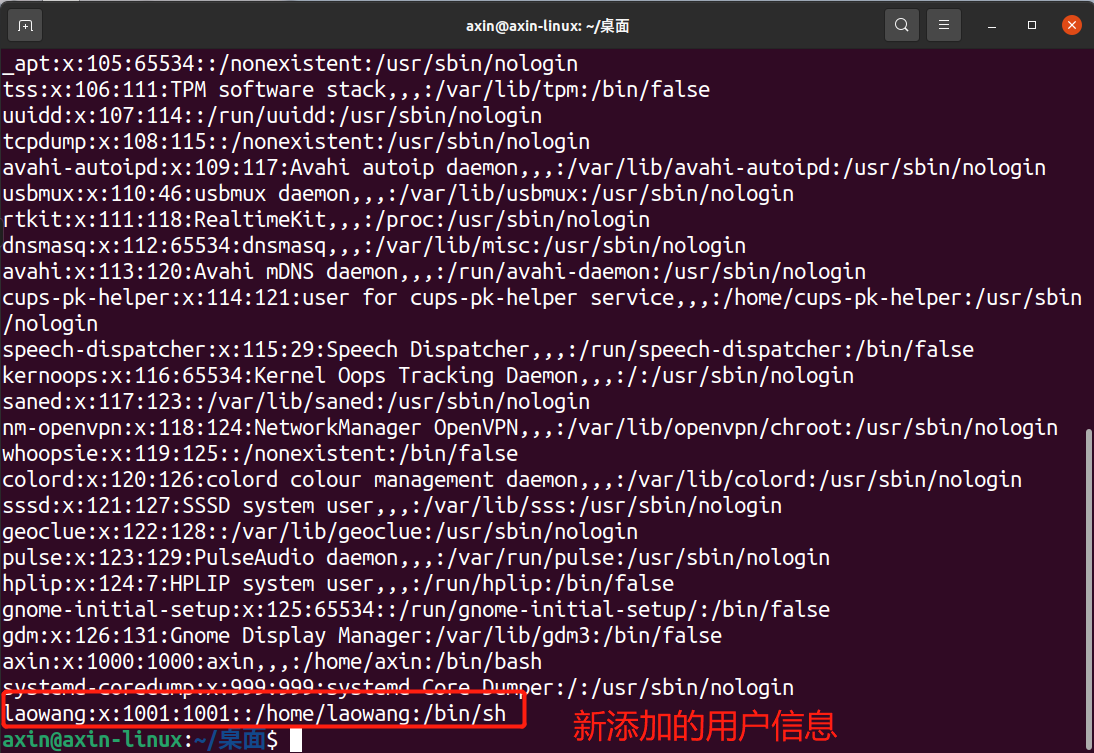 axin@axin-linux: ~/桌面
_apt:x:105:65534::/nonexistent:/usr/sbin/nologin
tss:x:106:111:TPM software stack,,,:/var/lib/tpm:/bin/false
uuidd:x:107:114::/run/uuidd:/usr/sbin/nologin
tcpdump:x:108:115::/nonexistent:/usr/sbin/nologin
avahi-autoipd:x:109:117:Avahi autoip daemon,,,:/var/lib/avahi-autoipd:/usr/sbin/nologin
usbmux:x:110:46:usbmux daemon,,,:/var/lib/usbmux:/usr/sbin/nologin
rtkit:x:111:118:RealtimeKit,,,:/proc:/usr/sbin/nologin
dnsmasq:x:112:65534:dnsmasq,,,:/var/lib/misc:/usr/sbin/nologin
avahi:x:113:120:Avahi mDNS daemon,,,:/run/avahi-daemon:/usr/sbin/nologin
cups-pk-helper:x:114:121:user for cups-pk-helper service,,,:/home/cups-pk-helper:/usr/sbin
/nologin
speech-dispatcher:x:115:29:Speech Dispatcher,,,:/run/speech-dispatcher:/bin/false
kernoops:x:116:65534:Kernel Oops Tracking Daemon,,,:/:/usr/sbin/nologin
saned:x:117:123::/var/lib/saned:/usr/sbin/nologin
nm-openvpn:x:118:124:NetworkManager OpenVPN,,,:/var/lib/openvpn/chroot:/usr/sbin/nologin
whoopsie:x:119:125::/nonexistent:/bin/false
colord:x:120:126:colord colour management daemon,,,:/var/lib/colord:/usr/sbin/nologin
sssd:x:121:127:SSSD system user,,,:/var/lib/sss:/usr/sbin/nologin
geoclue:x:122:128::/var/lib/geoclue:/usr/sbin/nologin
pulse:x:123:129:PulseAudio daemon,,,:/var/run/pulse:/usr/sbin/nologin
hplip:x:124:7:HPLIP system user,,,:/run/hplip:/bin/false
gnome-initial-setup:x:125:65534::/run/gnome-initial-setup/:/bin/false
gdm:x:126:131:Gnome Display Manager:/var/lib/gdm3:/bin/false
axin:x:1000:1000:axin,,,:/home/axin:/bin/bash
systemd-coredump:x:999:999:systemd Core Dumper:/:/usr/sbin/nologin
laowang:x:1001:1001::/home/laowang:/bin/sh
新添加的用户信息
axin@axin-linux:~/桌面$